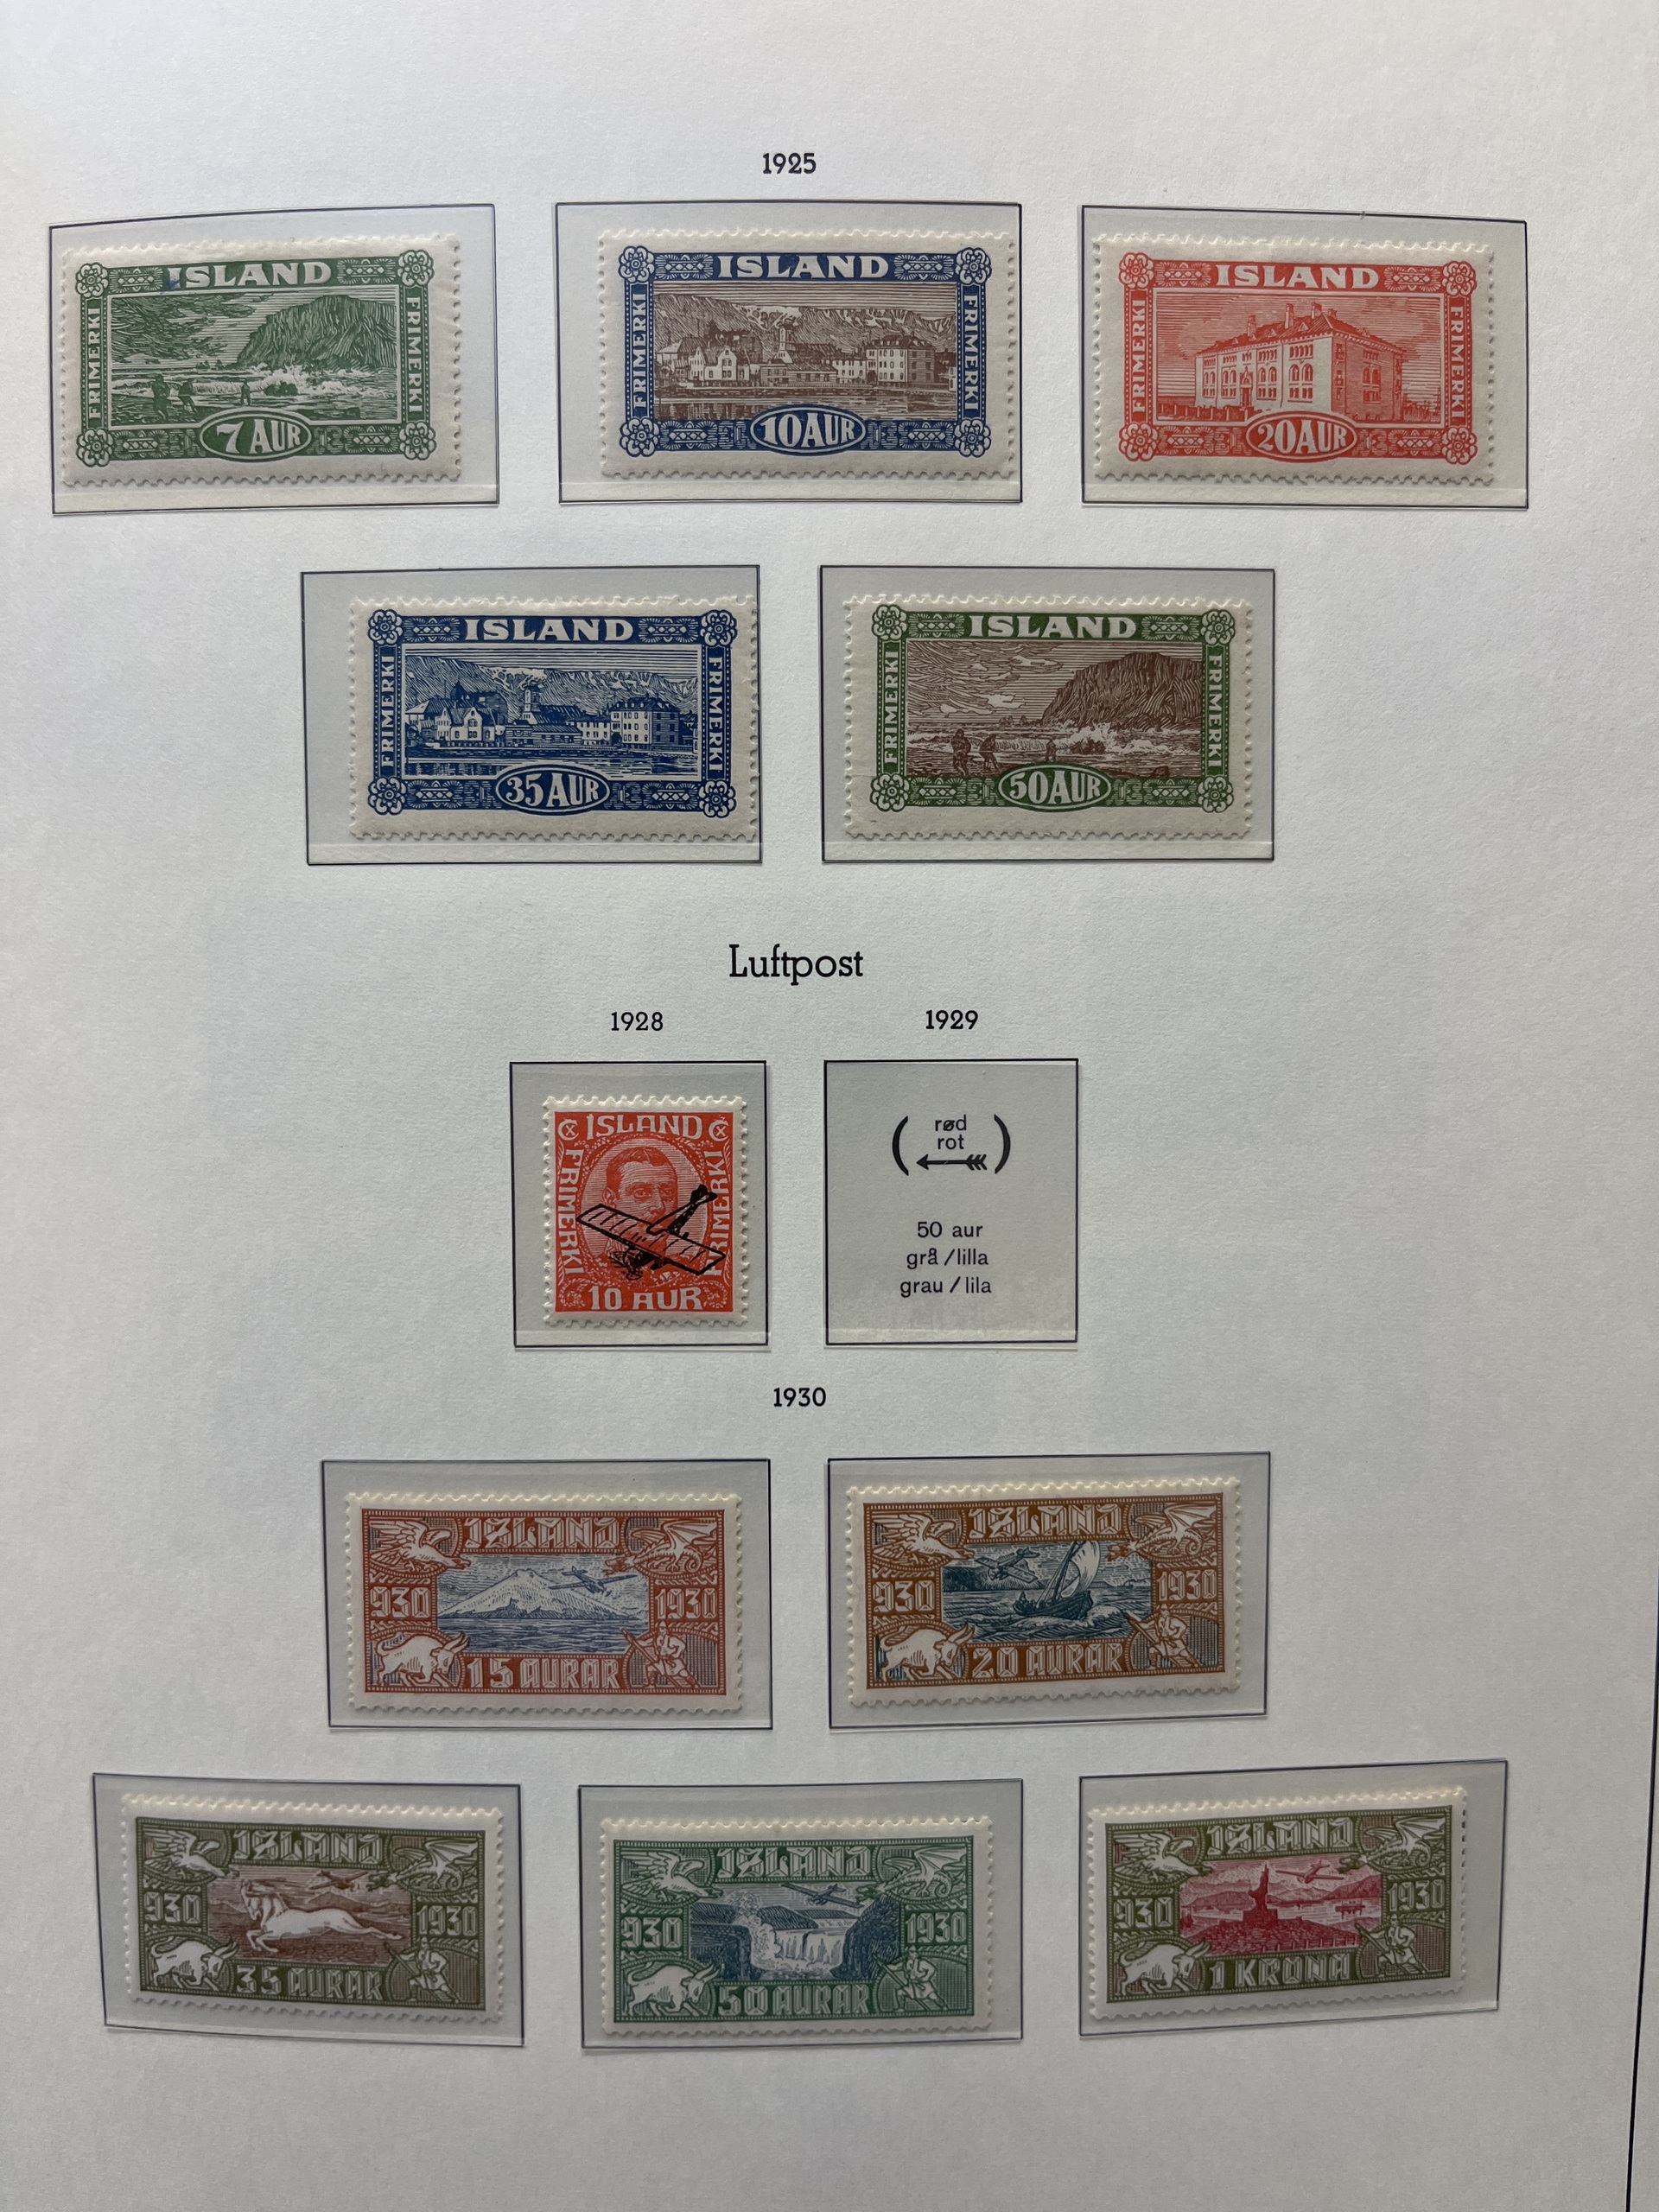 1925
ISLAND
FRIMERKI
FRIMERKI
7 AUR
ISLAND
FRIMERKI
FRIMERKI
10 AUR
ISLAND
FRIMERKI
FRIMERKI
20 AUR
ISLAND
FRIMERKI
FRIMERKI
35 AUR
ISLAND
FRIMERKI
FRIMERKI
50 AUR
Luftpost
1928
1929
ISLAND
FRIMERKI
FRIMERKI
10 AUR
( rød
rot )
50 aur
grå / lilla
grau / lila
1930
ISLAND
930 1930
15 AURAR
ISLAND
930 1930
20 AURAR
ISLAND
930 1930
35 AURAR
ISLAND
930 1930
50 AURAR
ISLAND
930 1930
1 KRONA